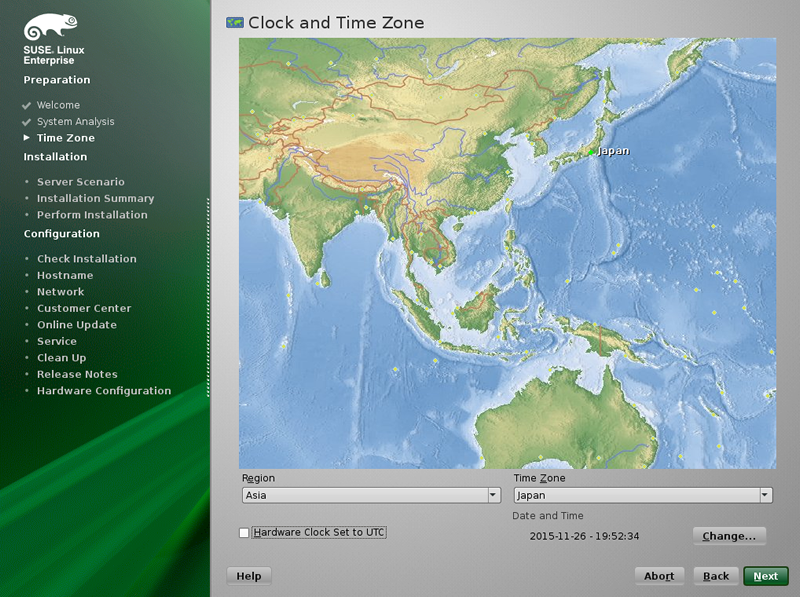 SUSE. Linux
Enterprise
Preparation
Welcome
System Analysis
Time Zone
Installation
Server Scenario
Installation Summary
Perform Installation
Configuration
Check Installation
Hostname
Network
Customer Center
Online Update
Service
Clean Up
Release Notes
Hardware Configuration
Clock and Time Zone
Japan
Region
Time Zone
Asia
Japan
Date and Time
Hardware Clock Set to UTC
2015-11-26 - 19:52:34
Change...
Help
Abort
Back
Next